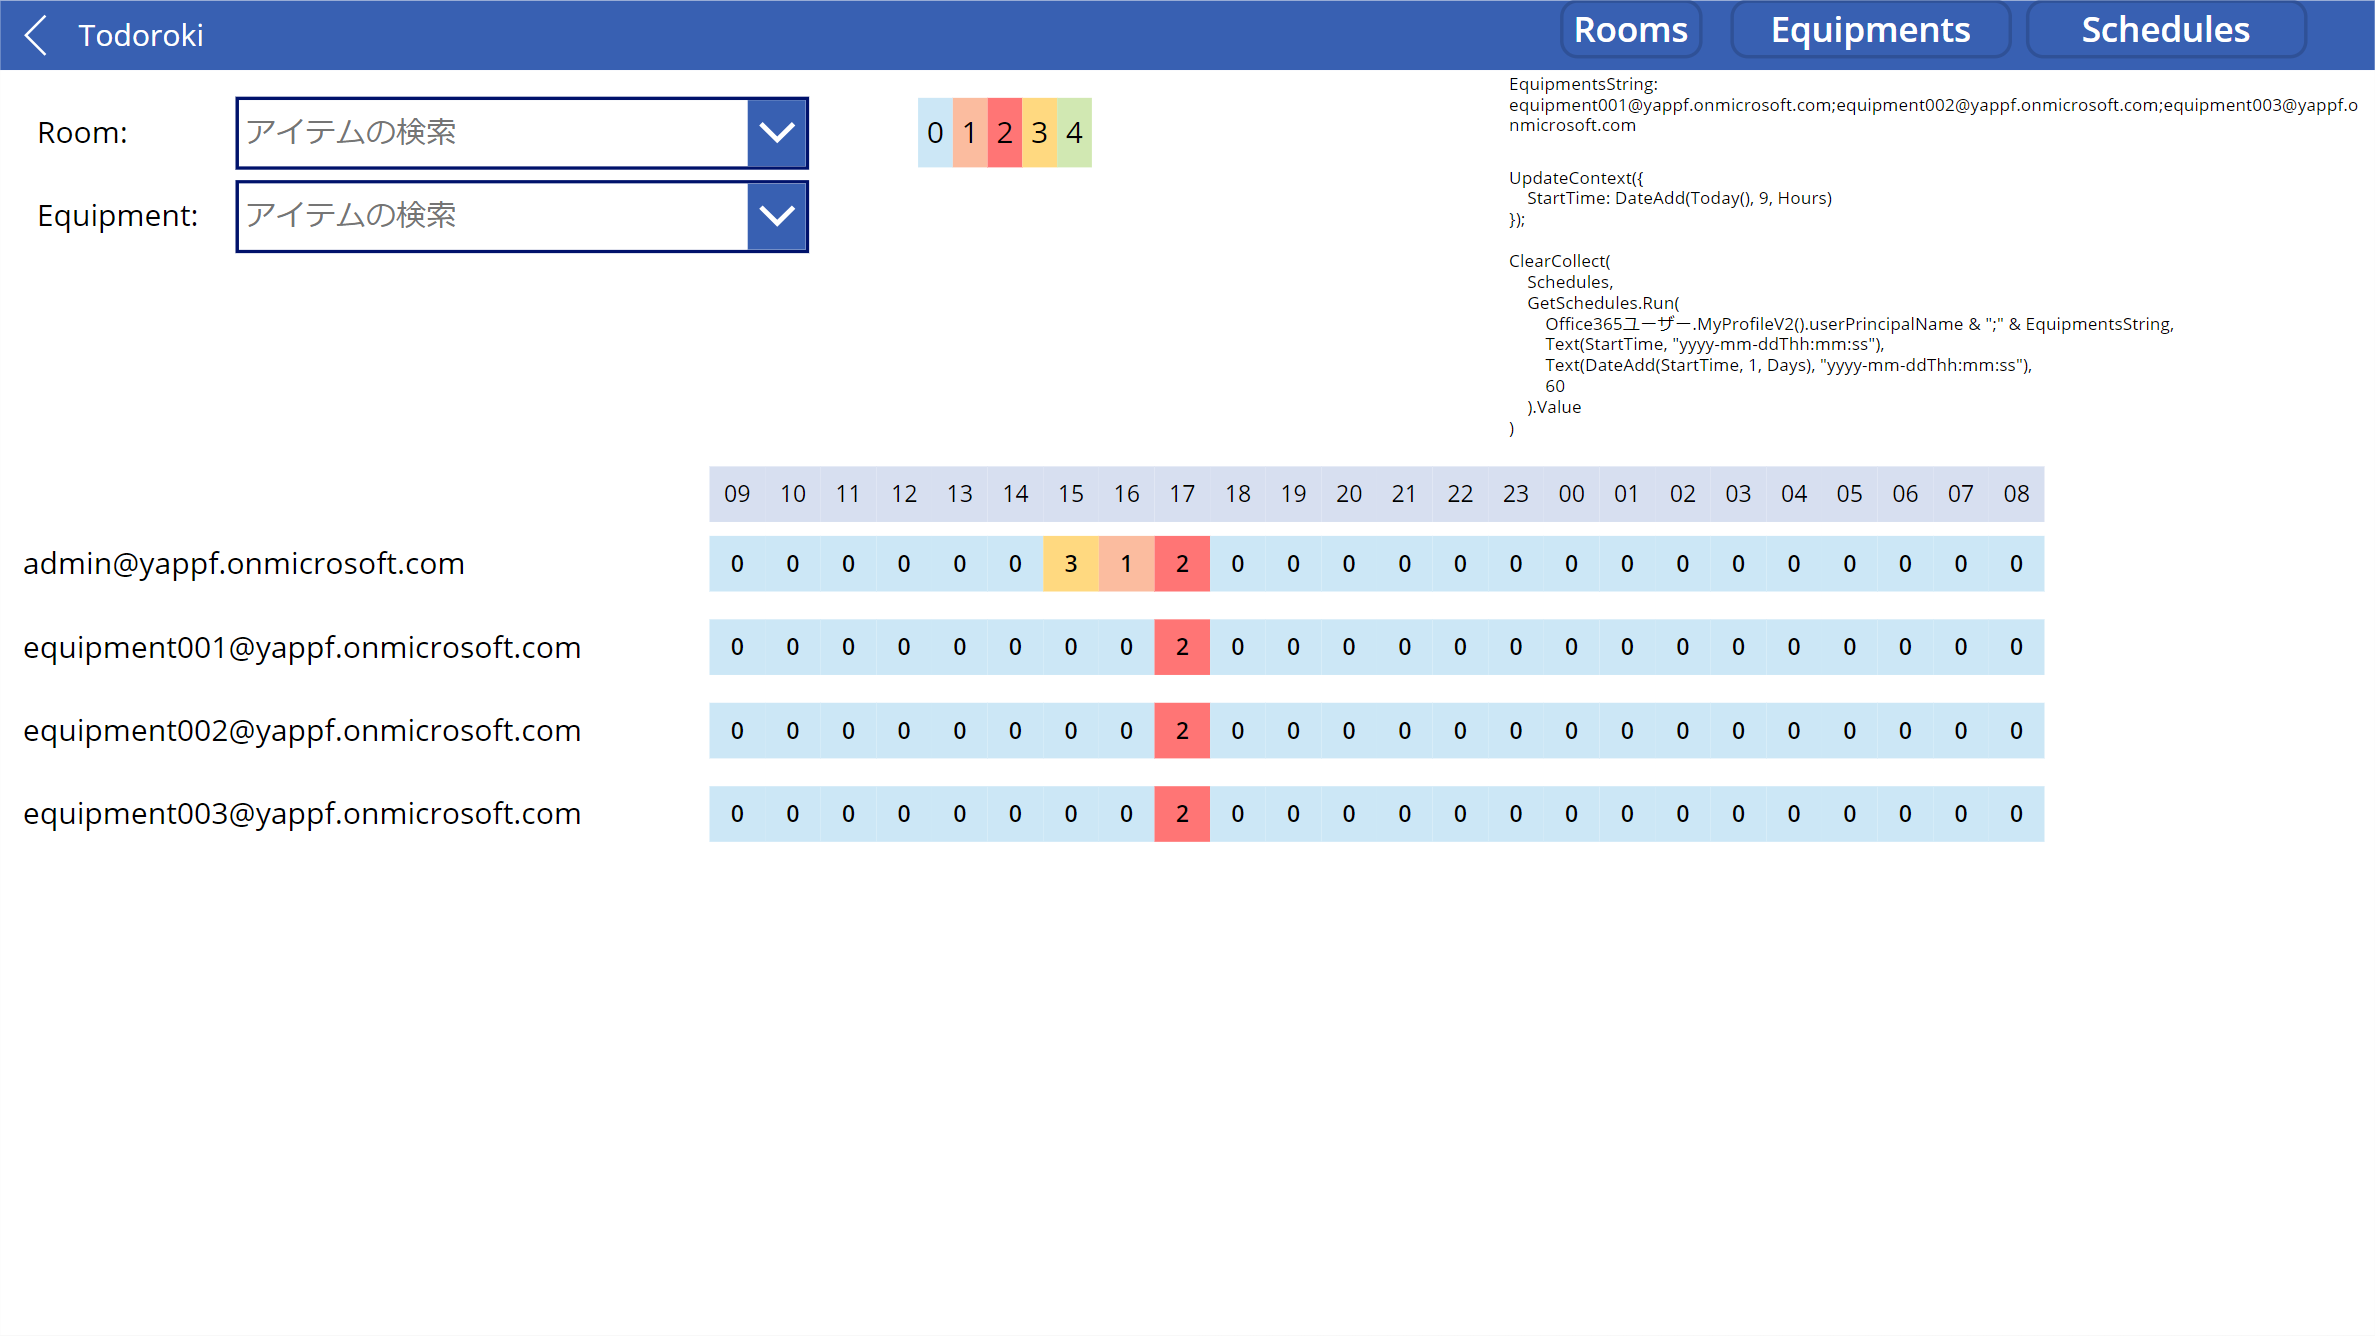 Todoroki
Rooms
Equipments
Schedules
Room:
アイテムの検索
0 1 2 3 4
Equipment:
アイテムの検索
EquipmentsString:
equipment001@yappf.onmicrosoft.com;equipment002@yappf.onmicrosoft.com;equipment003@yappf.o
nmicrosoft.com
UpdateContext({
StartTime: DateAdd(Today(), 9, Hours)
});
ClearCollect(
Schedules,
GetSchedules.Run(
Office365ユーザー.MyProfileV2().userPrincipalName & ";" & EquipmentsString,
Text(StartTime, "yyyy-mm-ddThh:mm:ss"),
Text(DateAdd(StartTime, 1, Days), "yyyy-mm-ddThh:mm:ss"),
60
).Value
)
09 10 11 12 13 14 15 16 17 18 19 20 21 22 23 00 01 02 03 04 05 06 07 08
admin@yappf.onmicrosoft.com 0 0 0 0 0 0 3 1 2 0 0 0 0 0 0 0 0 0 0 0 0 0 0 0
equipment001@yappf.onmicrosoft.com 0 0 0 0 0 0 0 0 2 0 0 0 0 0 0 0 0 0 0 0 0 0 0 0
equipment002@yappf.onmicrosoft.com 0 0 0 0 0 0 0 0 2 0 0 0 0 0 0 0 0 0 0 0 0 0 0 0
equipment003@yappf.onmicrosoft.com 0 0 0 0 0 0 0 0 2 0 0 0 0 0 0 0 0 0 0 0 0 0 0 0